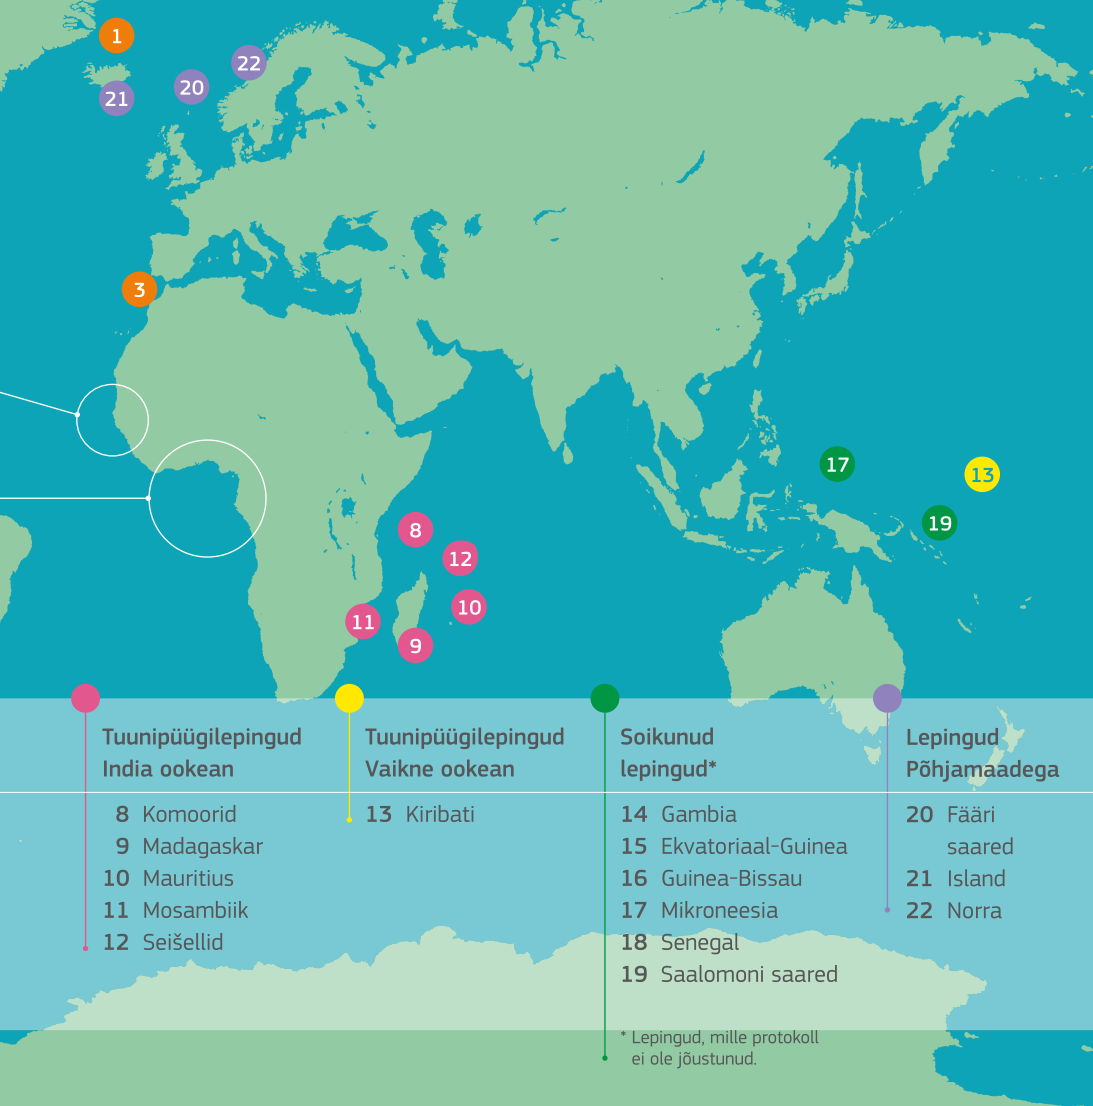 1
22
20
21
3
17
13
19
8
12
10
11
9
Tuunipüügilepingud
India ookean
8 Komoorid
9 Madagaskar
10 Mauritius
11 Mosambiik
12 Seišellid
Tuunipüügilepingud
Vaikne ookean
13 Kiribati
Soikunud
lepingud*
14 Gambia
15 Ekvatoriaal-Guinea
16 Guinea-Bissau
17 Mikroneesia
18 Senegal
19 Saalomoni saared
* Lepingud, mille protokoll
ei ole jõustunud.
Lepingud
Põhjamaadega
20 Fääri
saared
21 Island
22 Norra